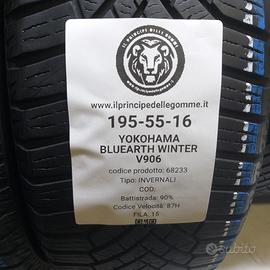 IL PRINCIPE DELLE GOMME
www.ilprincipedellegomme.it
195-55-16
YOKOHAMA
BLUEARTH WINTER
V906
codice prodotto: 68233
Tipo: INVERNALI
COD:
Battistrada: 90%
Codice Velocità: 87H
FILA: 15
subito